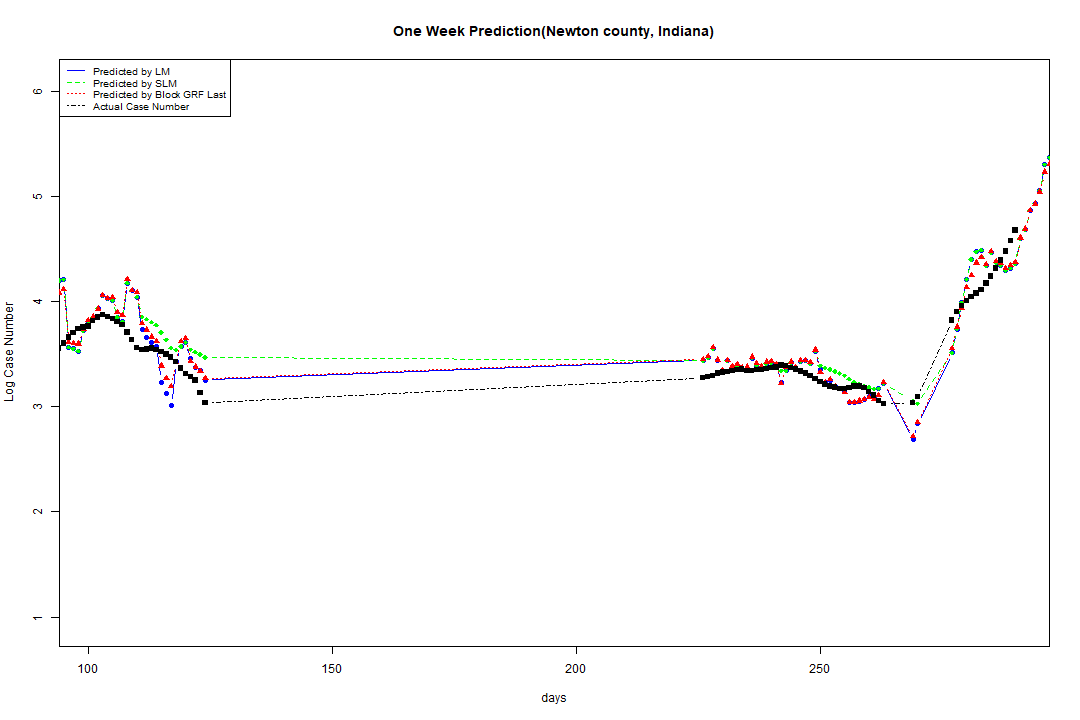 One Week Prediction(Newton county, Indiana)
Predicted by LM
Predicted by SLM
Predicted by Block GRF Last
Actual Case Number
6
5
4
3
2
1
Log Case Number
100 150 200 250
days